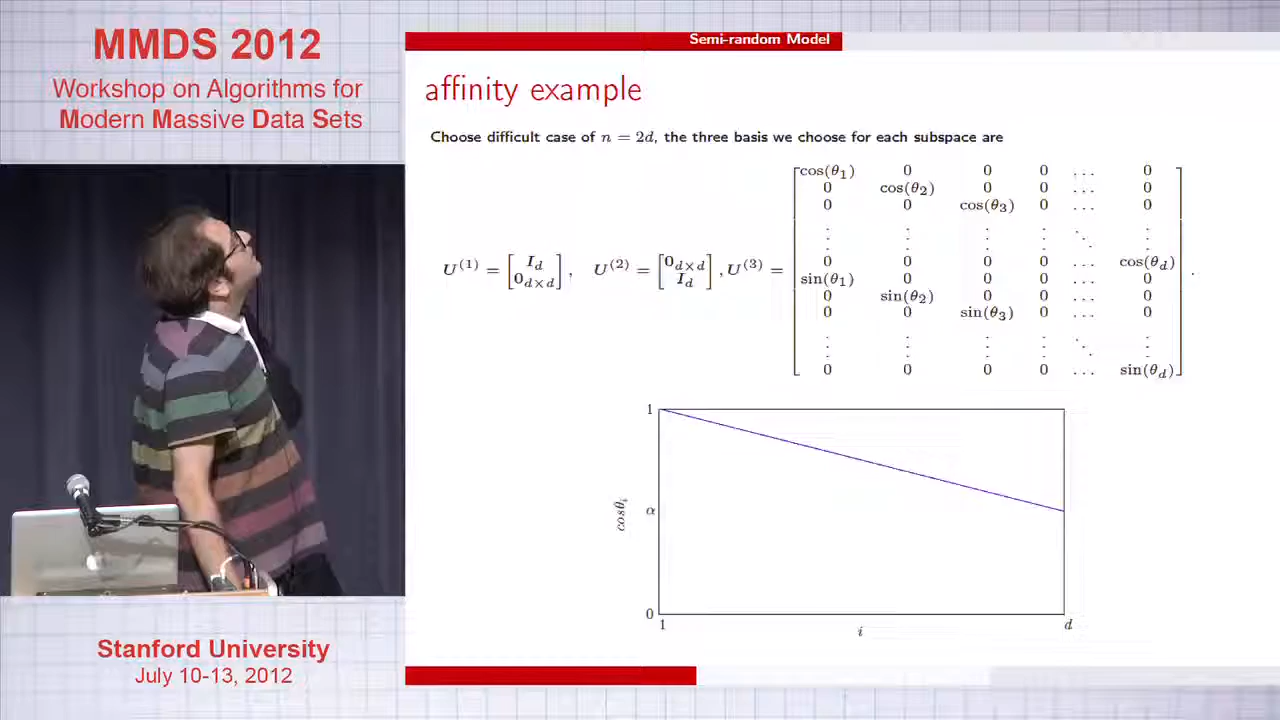 MMDS 2012
Workshop on Algorithms for
Modern Massive Data Sets
Semi-random Model
affinity example
Choose difficult case of n = 2d, the three basis we choose for each subspace are
U^(1) = [ I_d ; 0_{d×d} ], U^(2) = [ 0_{d×d} ; I_d ], U^(3) =
cos(θ_1) 0 0 0 … 0
0 cos(θ_2) 0 0 … 0
0 0 cos(θ_3) 0 … 0
⋮ ⋮ ⋮ ⋮ ⋱ ⋮
0 0 0 0 … cos(θ_d)
sin(θ_1) 0 0 0 … 0
0 sin(θ_2) 0 0 … 0
0 0 sin(θ_3) 0 … 0
⋮ ⋮ ⋮ ⋮ ⋱ ⋮
0 0 0 0 … sin(θ_d)
.
1
α
0
cosθ_i
1
d
i
Stanford University
July 10-13, 2012